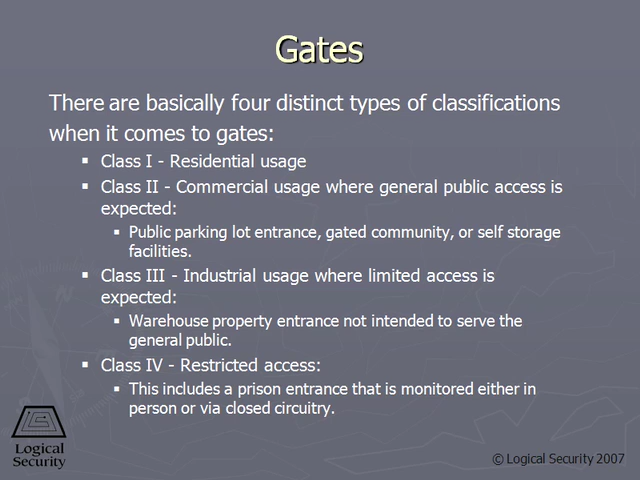 Gates
There are basically four distinct types of classifications
when it comes to gates:
▪ Class I - Residential usage
▪ Class II - Commercial usage where general public access is
expected:
▪ Public parking lot entrance, gated community, or self storage
facilities.
▪ Class III - Industrial usage where limited access is
expected:
▪ Warehouse property entrance not intended to serve the
general public.
▪ Class IV - Restricted access:
▪ This includes a prison entrance that is monitored either in
person or via closed circuitry.
Logical
Security
© Logical Security 2007